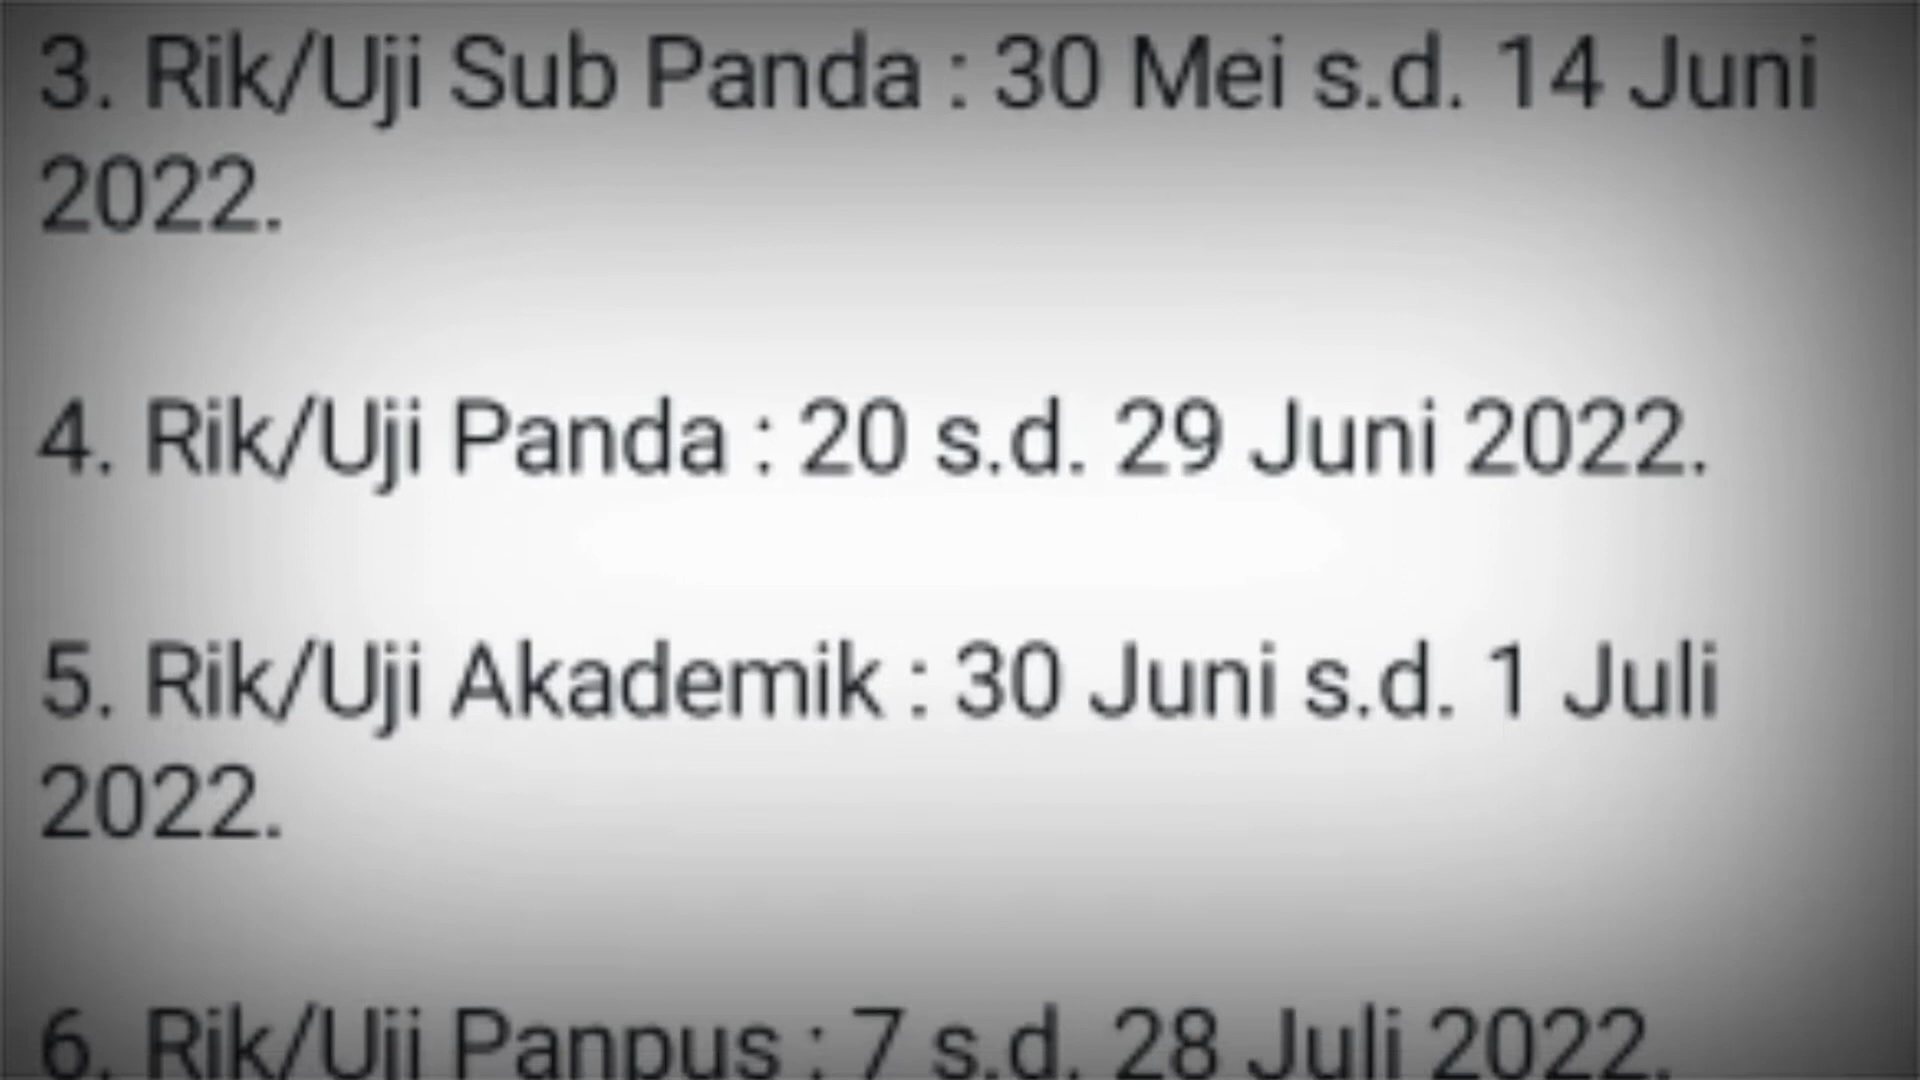 3. Rik/Uji Sub Panda : 30 Mei s.d. 14 Juni
2022.
4. Rik/Uji Panda : 20 s.d. 29 Juni 2022.
5. Rik/Uji Akademik : 30 Juni s.d. 1 Juli
2022.
6. Rik/Uji Panpus : 7 s.d. 28 Juli 2022.